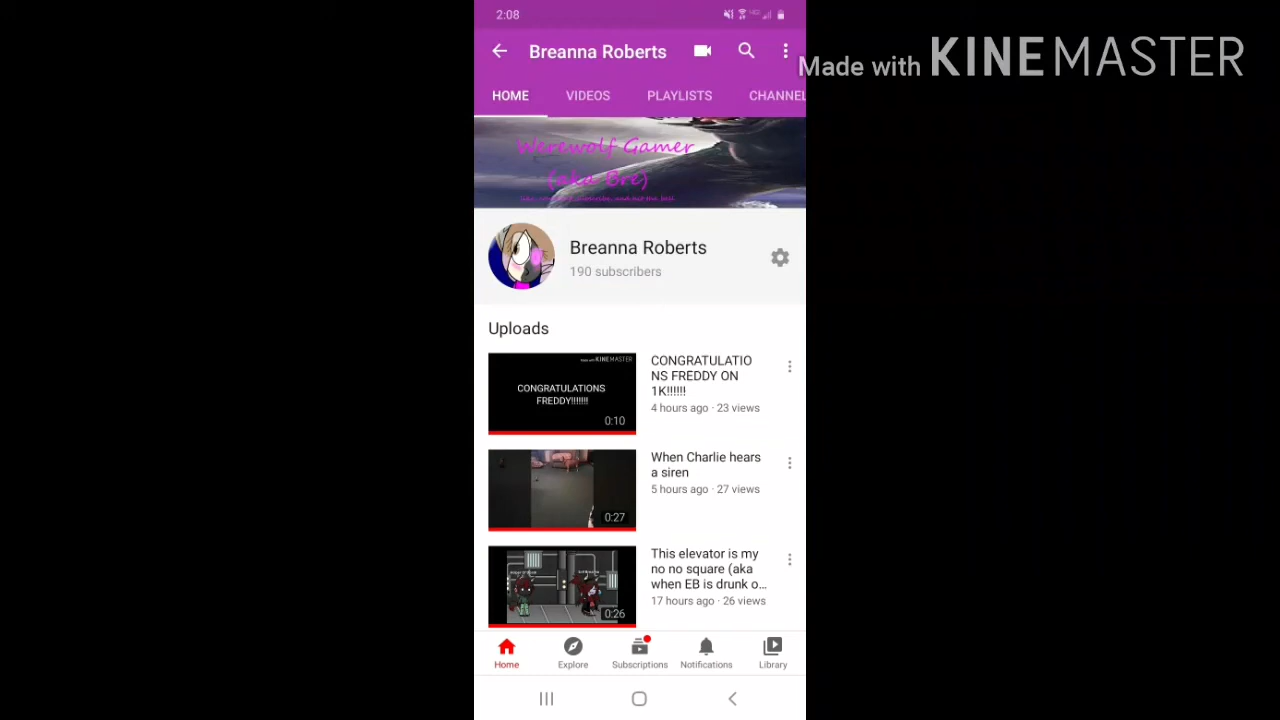 2:08
Breanna Roberts
Made with KINEMASTER
HOME VIDEOS PLAYLISTS CHANNEL
Werewolf Gamer
(aka Bre)
Breanna Roberts
190 subscribers
Uploads
CONGRATULATIONS
FREDDY!!!!!!!
0:10
CONGRATULATIO
NS FREDDY ON
1K!!!!!!
4 hours ago · 23 views
0:27
When Charlie hears
a siren
5 hours ago · 27 views
0:26
This elevator is my
no no square (aka
when EB is drunk o...
17 hours ago · 26 views
Home Explore Subscriptions Notifications Library